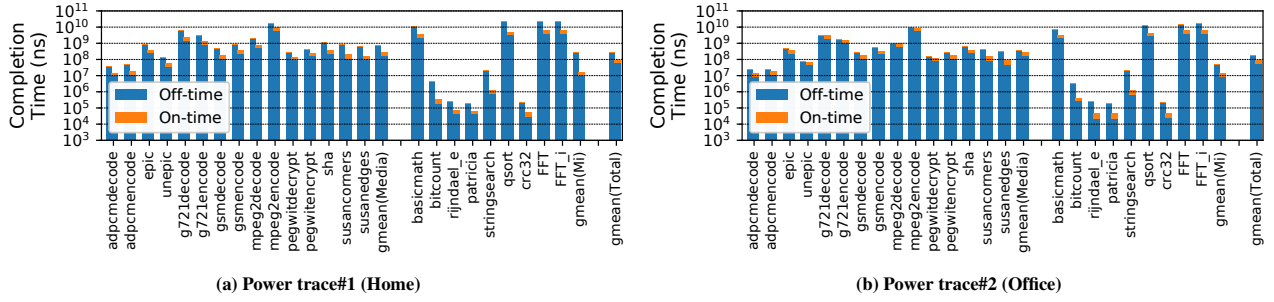 Completion
Time (ns)
10^11
10^10
10^9
10^8
10^7
10^6
10^5
10^4
10^3
Off-time
On-time
adpcmdecode
adpcmencode
epic
unepic
g721decode
g721encode
gsmdecode
gsmencode
mpeg2decode
mpeg2encode
pegwitdecrypt
pegwitencrypt
sha
susancorners
susanedges
gmean(Media)
basicmath
bitcount
rijndael_e
patricia
stringsearch
qsort
crc32
FFT
FFT_i
gmean(Mi)
gmean(Total)
(a) Power trace#1 (Home)
Completion
Time (ns)
10^11
10^10
10^9
10^8
10^7
10^6
10^5
10^4
10^3
Off-time
On-time
adpcmdecode
adpcmencode
epic
unepic
g721decode
g721encode
gsmdecode
gsmencode
mpeg2decode
mpeg2encode
pegwitdecrypt
pegwitencrypt
sha
susancorners
susanedges
gmean(Media)
basicmath
bitcount
rijndael_e
patricia
stringsearch
qsort
crc32
FFT
FFT_i
gmean(Mi)
gmean(Total)
(b) Power trace#2 (Office)